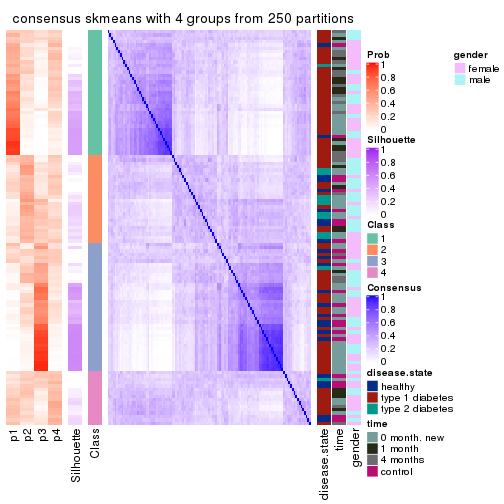 consensus skmeans with 4 groups from 250 partitions
Prob
1
0.8
0.6
0.4
0.2
0
gender
female
male
Silhouette
1
0.8
0.6
0.4
0.2
0
Class
1
2
3
4
Consensus
1
0.8
0.6
0.4
0.2
0
disease.state
healthy
type 1 diabetes
type 2 diabetes
time
0 month. new
1 month
4 months
control
p1
p2
p3
p4
Silhouette
Class
disease.state
time
gender